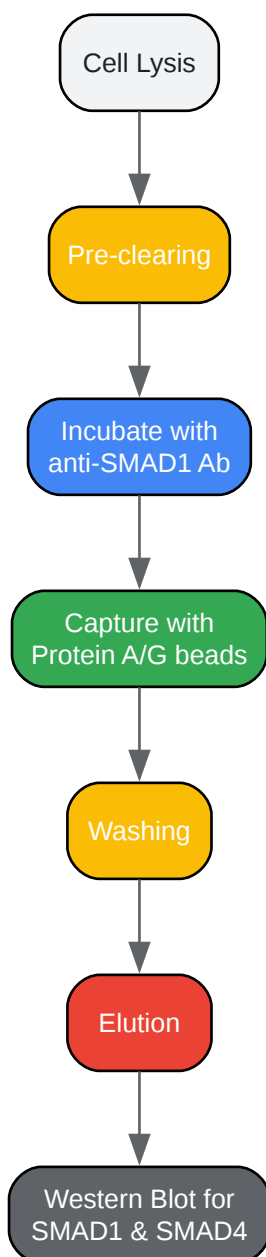 Cell Lysis
Pre-clearing
Incubate with
anti-SMAD1 Ab
Capture with
Protein A/G beads
Washing
Elution
Western Blot for
SMAD1 & SMAD4